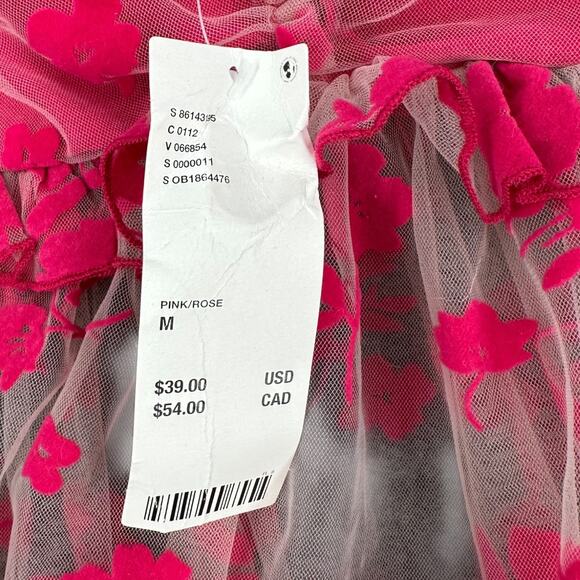 S 8614395
C 0112
V 066854
S 0000011
S OB1864476
PINK/ROSE
M
$39.00 USD
$54.00 CAD